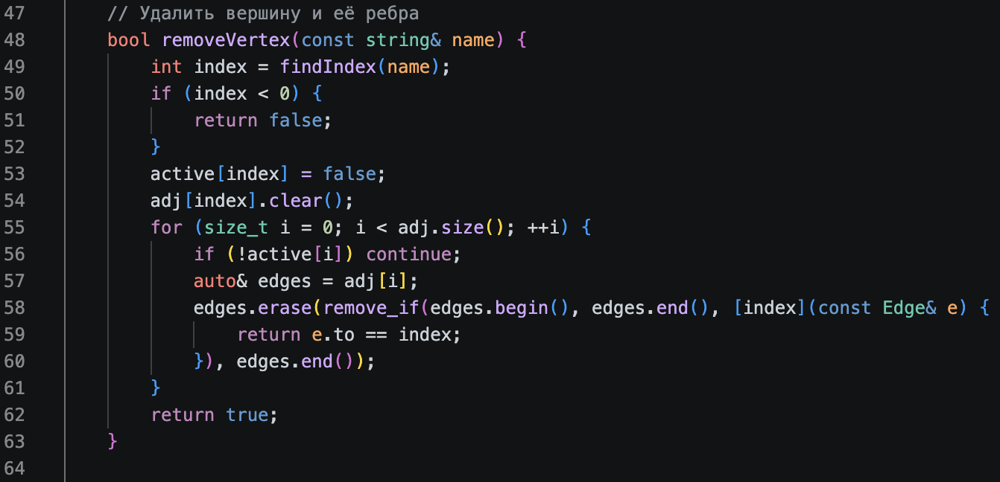 47 // Удалить вершину и её ребра
48 bool removeVertex(const string& name) {
49 int index = findIndex(name);
50 if (index < 0) {
51 return false;
52 }
53 active[index] = false;
54 adj[index].clear();
55 for (size_t i = 0; i < adj.size(); ++i) {
56 if (!active[i]) continue;
57 auto& edges = adj[i];
58 edges.erase(remove_if(edges.begin(), edges.end(), [index](const Edge& e) {
59 return e.to == index;
60 }), edges.end());
61 }
62 return true;
63 }
64